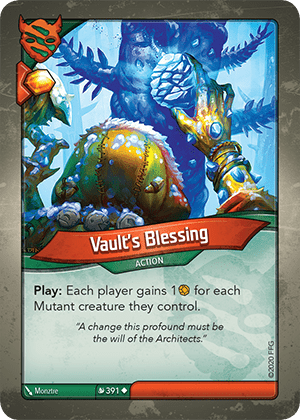 Vault's Blessing
ACTION
Play: Each player gains 1 for each
Mutant creature they control.
"A change this profound must be
the will of the Architects."
©2020 FFG
Monztre
391